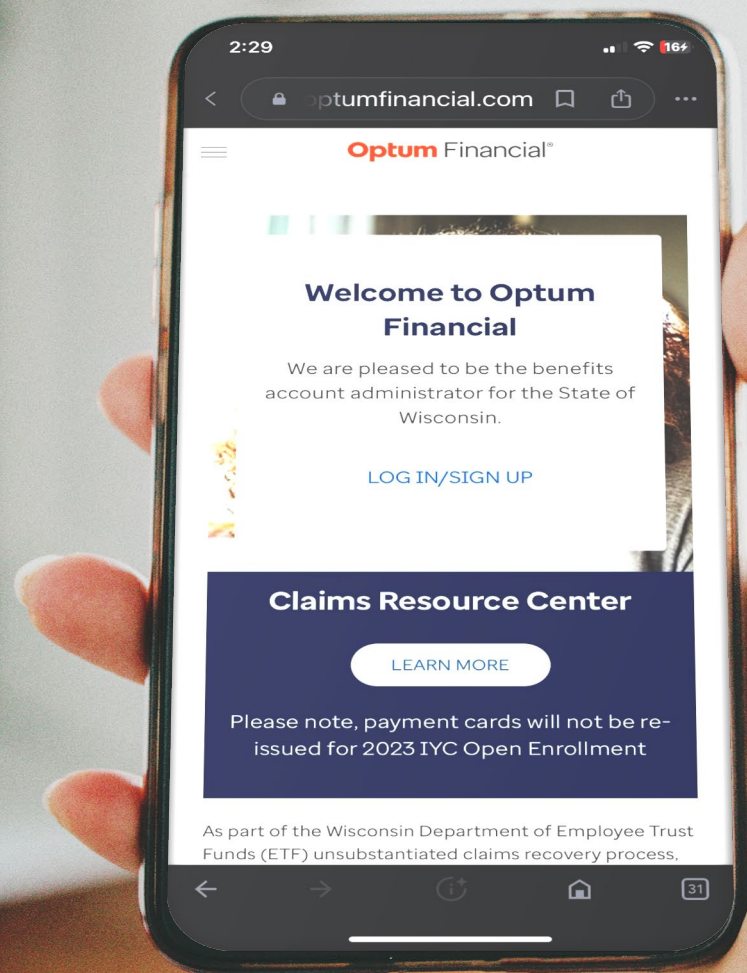 2:29
16
ptumfinancial.com
Optum Financial®
Welcome to Optum
Financial
We are pleased to be the benefits
account administrator for the State of
Wisconsin.
LOG IN/SIGN UP
Claims Resource Center
LEARN MORE
Please note, payment cards will not be re-
issued for 2023 IYC Open Enrollment
As part of the Wisconsin Department of Employee Trust
Funds (ETF) unsubstantiated claims recovery process,
31